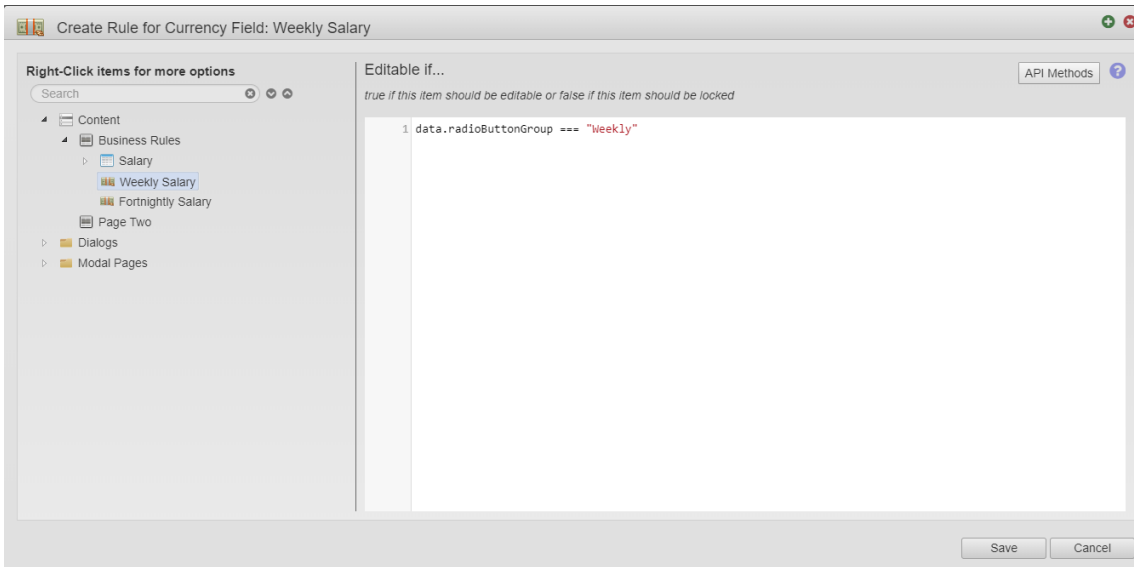 Create Rule for Currency Field: Weekly Salary
Right-Click items for more options
Search
Content
Business Rules
Salary
Weekly Salary
Fortnightly Salary
Page Two
Dialogs
Modal Pages
Editable if...
API Methods
?
true if this item should be editable or false if this item should be locked
1 data.radioButtonGroup === "Weekly"
Save
Cancel